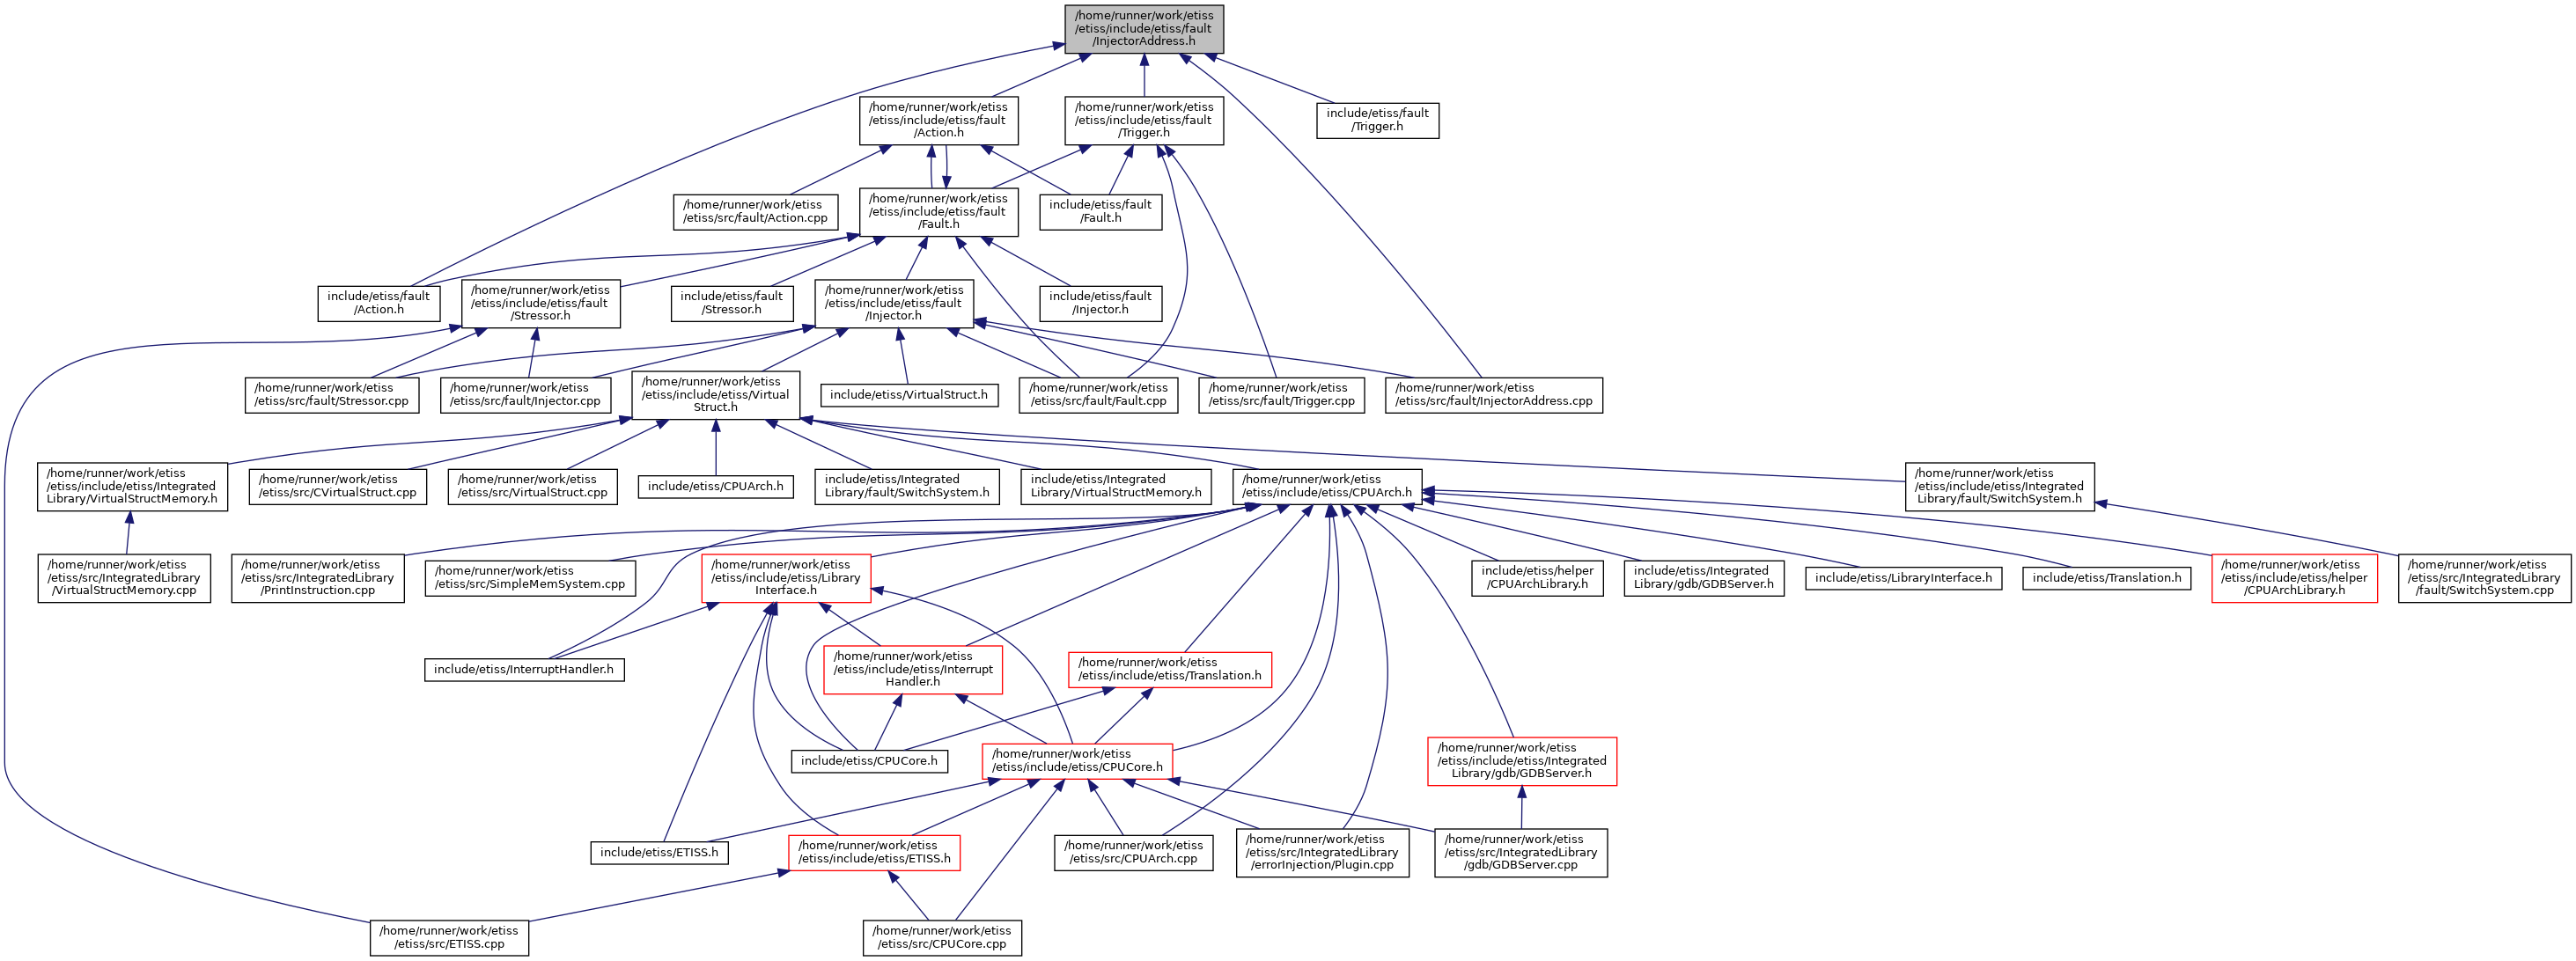 /home/runner/work/etiss
/etiss/include/etiss/fault
/InjectorAddress.h
/home/runner/work/etiss
/etiss/include/etiss/fault
/Action.h
/home/runner/work/etiss
/etiss/include/etiss/fault
/Trigger.h
include/etiss/fault
/Trigger.h
/home/runner/work/etiss
/etiss/src/fault/Action.cpp
/home/runner/work/etiss
/etiss/include/etiss/fault
/Fault.h
include/etiss/fault
/Fault.h
include/etiss/fault
/Action.h
/home/runner/work/etiss
/etiss/include/etiss/fault
/Stressor.h
include/etiss/fault
/Stressor.h
/home/runner/work/etiss
/etiss/include/etiss/fault
/Injector.h
include/etiss/fault
/Injector.h
/home/runner/work/etiss
/etiss/src/fault/Stressor.cpp
/home/runner/work/etiss
/etiss/src/fault/Injector.cpp
/home/runner/work/etiss
/etiss/include/etiss/Virtual
Struct.h
include/etiss/VirtualStruct.h
/home/runner/work/etiss
/etiss/src/fault/Fault.cpp
/home/runner/work/etiss
/etiss/src/fault/Trigger.cpp
/home/runner/work/etiss
/etiss/src/fault/InjectorAddress.cpp
/home/runner/work/etiss
/etiss/include/etiss/Integrated
Library/VirtualStructMemory.h
/home/runner/work/etiss
/etiss/src/CVirtualStruct.cpp
/home/runner/work/etiss
/etiss/src/VirtualStruct.cpp
include/etiss/CPUArch.h
include/etiss/Integrated
Library/fault/SwitchSystem.h
include/etiss/Integrated
Library/VirtualStructMemory.h
/home/runner/work/etiss
/etiss/include/etiss/CPUArch.h
/home/runner/work/etiss
/etiss/include/etiss/Integrated
Library/fault/SwitchSystem.h
/home/runner/work/etiss
/etiss/src/IntegratedLibrary
/VirtualStructMemory.cpp
/home/runner/work/etiss
/etiss/src/IntegratedLibrary
/PrintInstruction.cpp
/home/runner/work/etiss
/etiss/src/SimpleMemSystem.cpp
/home/runner/work/etiss
/etiss/include/etiss/Library
Interface.h
include/etiss/helper
/CPUArchLibrary.h
include/etiss/Integrated
Library/gdb/GDBServer.h
include/etiss/LibraryInterface.h
include/etiss/Translation.h
/home/runner/work/etiss
/etiss/include/etiss/helper
/CPUArchLibrary.h
/home/runner/work/etiss
/etiss/src/IntegratedLibrary
/fault/SwitchSystem.cpp
include/etiss/InterruptHandler.h
/home/runner/work/etiss
/etiss/include/etiss/Interrupt
Handler.h
/home/runner/work/etiss
/etiss/include/etiss/Translation.h
include/etiss/CPUCore.h
/home/runner/work/etiss
/etiss/include/etiss/CPUCore.h
/home/runner/work/etiss
/etiss/include/etiss/Integrated
Library/gdb/GDBServer.h
include/etiss/ETISS.h
/home/runner/work/etiss
/etiss/include/etiss/ETISS.h
/home/runner/work/etiss
/etiss/src/CPUArch.cpp
/home/runner/work/etiss
/etiss/src/IntegratedLibrary
/errorInjection/Plugin.cpp
/home/runner/work/etiss
/etiss/src/IntegratedLibrary
/gdb/GDBServer.cpp
/home/runner/work/etiss
/etiss/src/ETISS.cpp
/home/runner/work/etiss
/etiss/src/CPUCore.cpp